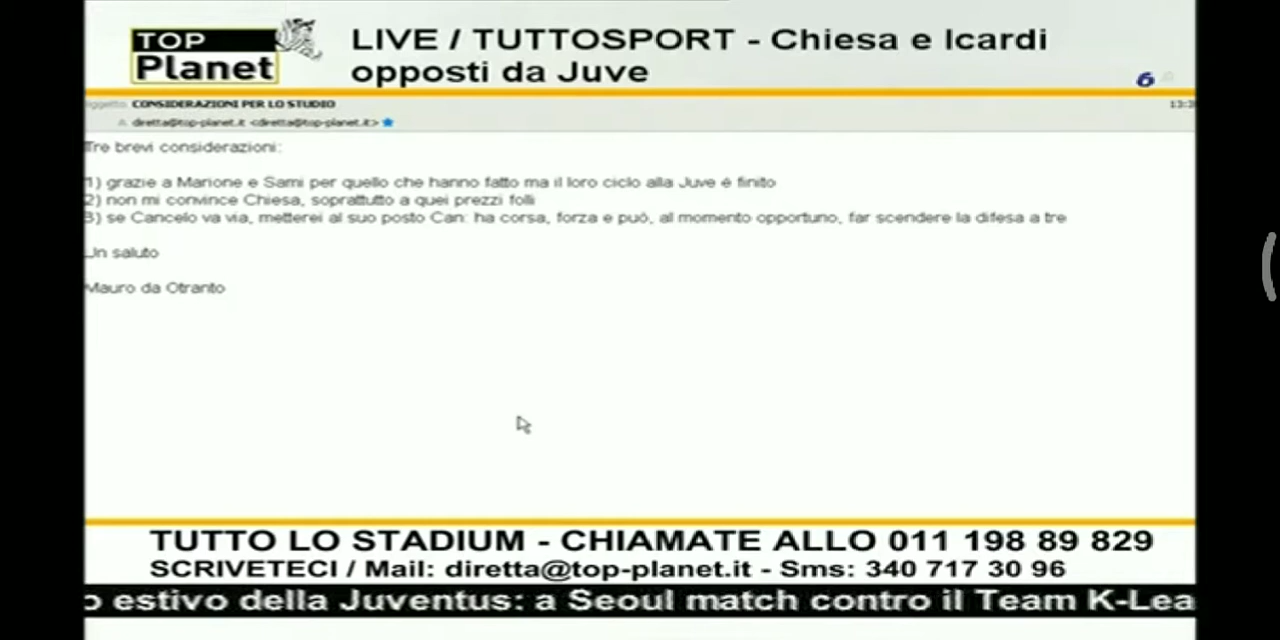 TOP
Planet
LIVE / TUTTOSPORT - Chiesa e Icardi
opposti da Juve
6
CONSIDERAZIONI PER LO STUDIO
A diretta@top-planet.it <diretta@top-planet.it>
Tre brevi considerazioni:
1) grazie a Marione e Sami per quello che hanno fatto ma il loro ciclo alla Juve é finito
2) non mi convince Chiesa, soprattutto a quei prezzi folli
3) se Cancelo va via, metterei al suo posto Can: ha corsa, forza e può, al momento opportuno, far scendere la difesa a tre
Un saluto
Mauro da Otranto
TUTTO LO STADIUM - CHIAMATE ALLO 011 198 89 829
SCRIVETECI / Mail: diretta@top-planet.it - Sms: 340 717 30 96
o estivo della Juventus: a Seoul match contro il Team K-Lea